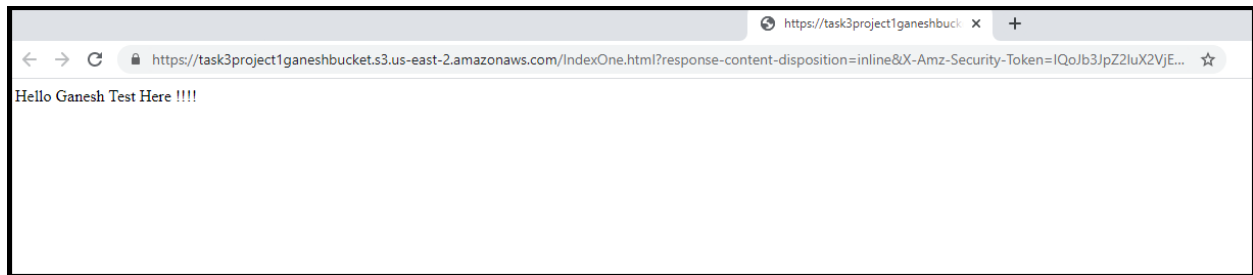 https://task3project1ganeshbuck
https://task3project1ganeshbucket.s3.us-east-2.amazonaws.com/IndexOne.html?response-content-disposition=inline&X-Amz-Security-Token=IQoJb3JpZ2luX2VjE...
Hello Ganesh Test Here !!!!